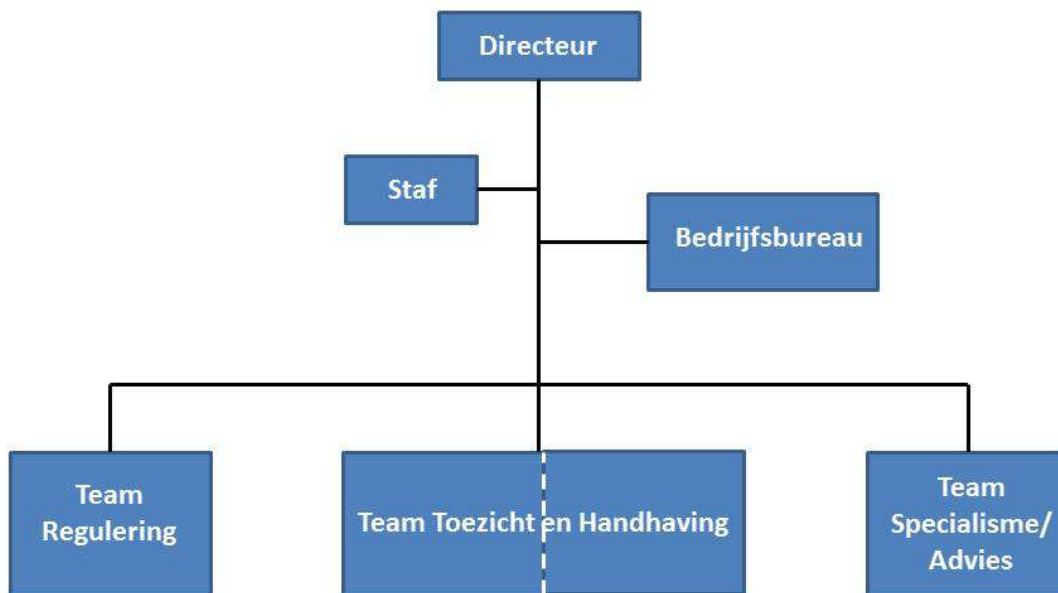 Directeur
Staf
Bedrijfsbureau
Team
Regulering
Team Toezicht en Handhaving
Team
Specialisme/
Advies